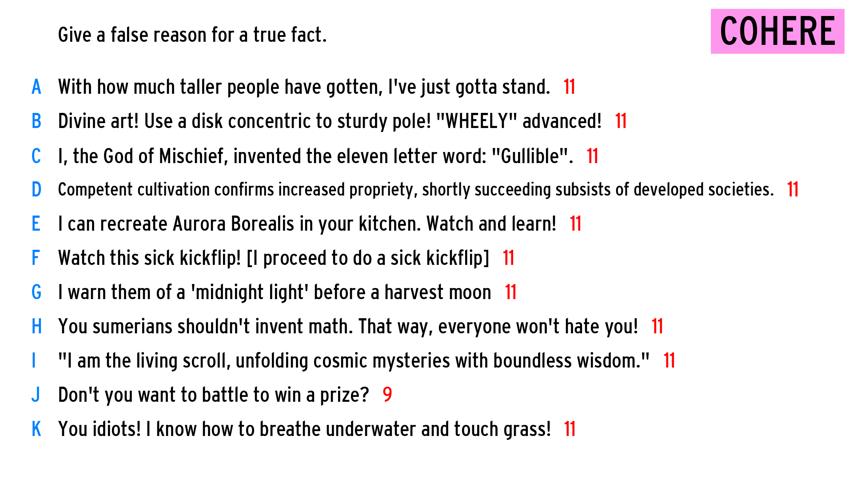 Give a false reason for a true fact.
COHERE
A With how much taller people have gotten, I've just gotta stand. 11
B Divine art! Use a disk concentric to sturdy pole! "WHEELY" advanced! 11
C I, the God of Mischief, invented the eleven letter word: "Gullible". 11
D Competent cultivation confirms increased propriety, shortly succeeding subsists of developed societies. 11
E I can recreate Aurora Borealis in your kitchen. Watch and learn! 11
F Watch this sick kickflip! [I proceed to do a sick kickflip] 11
G I warn them of a 'midnight light' before a harvest moon 11
H You sumerians shouldn't invent math. That way, everyone won't hate you! 11
I "I am the living scroll, unfolding cosmic mysteries with boundless wisdom." 11
J Don't you want to battle to win a prize? 9
K You idiots! I know how to breathe underwater and touch grass! 11